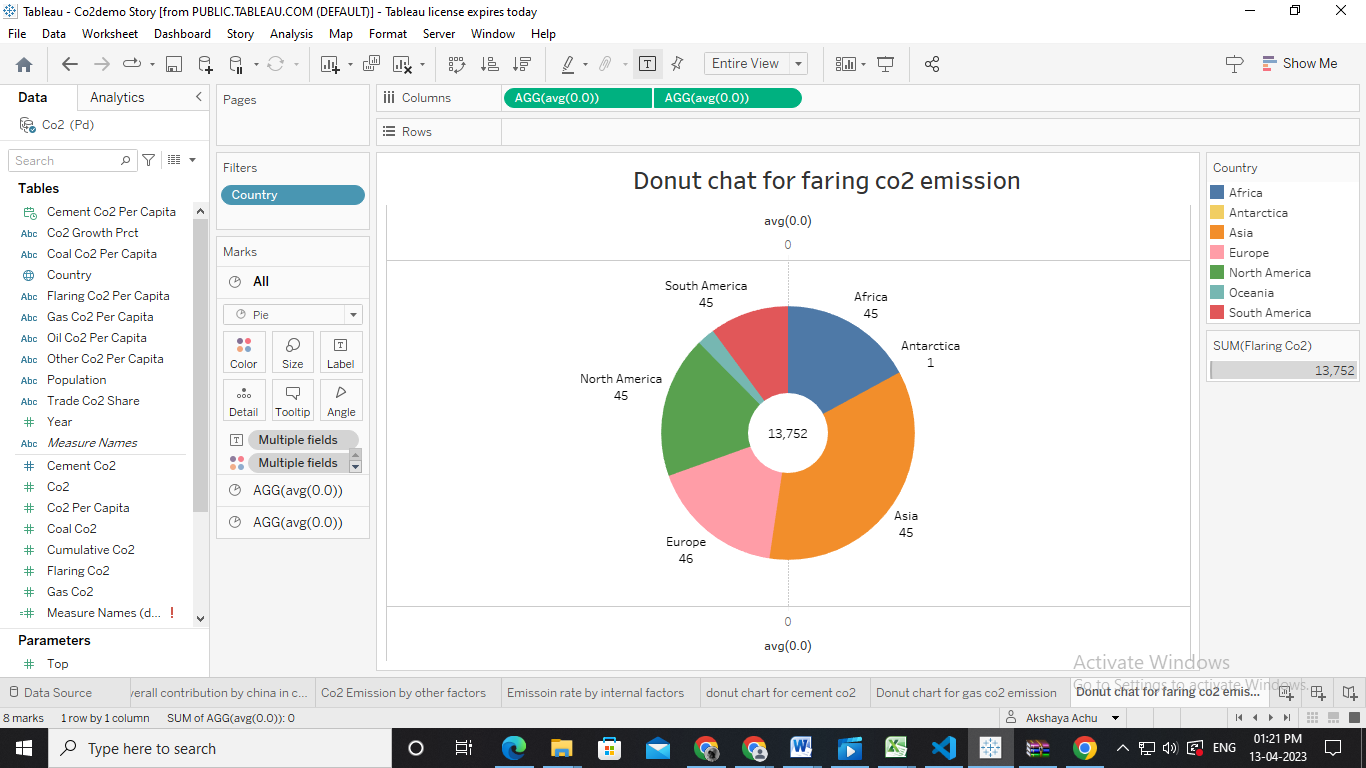 Tableau - Co2demo Story [from PUBLIC.TABLEAU.COM (DEFAULT)] - Tableau license expires today
File Data Worksheet Dashboard Story Analysis Map Format Server Window Help
Entire View
Show Me
Data Analytics
Co2 (Pd)
Search
Tables
Cement Co2 Per Capita
Abc Co2 Growth Prct
Abc Coal Co2 Per Capita
Country
Abc Flaring Co2 Per Capita
Abc Gas Co2 Per Capita
Abc Oil Co2 Per Capita
Abc Other Co2 Per Capita
Abc Population
Abc Trade Co2 Share
# Year
Abc Measure Names
# Cement Co2
# Co2
# Co2 Per Capita
# Coal Co2
# Cumulative Co2
# Flaring Co2
# Gas Co2
=# Measure Names (d... !
Parameters
# Top
Pages
Filters
Country
Marks
All
Pie
Color Size Label
Detail Tooltip Angle
Multiple fields
Multiple fields
AGG(avg(0.0))
AGG(avg(0.0))
Columns AGG(avg(0.0)) AGG(avg(0.0))
Rows
Donut chat for faring co2 emission
avg(0.0)
0
South America
45
Africa
45
Antarctica
1
North America
45
13,752
Asia
45
Europe
46
0
avg(0.0)
Country
Africa
Antarctica
Asia
Europe
North America
Oceania
South America
SUM(Flaring Co2)
13,752
Activate Windows
Go to Settings to activate Windows.
Data Source verall contribution by china in c... Co2 Emission by other factors Emissoin rate by internal factors donut chart for cement co2 Donut chart for gas co2 emission Donut chat for faring co2 emis...
8 marks 1 row by 1 column SUM of AGG(avg(0.0)): 0 Akshaya Achu
Type here to search
ENG
01:21 PM
13-04-2023